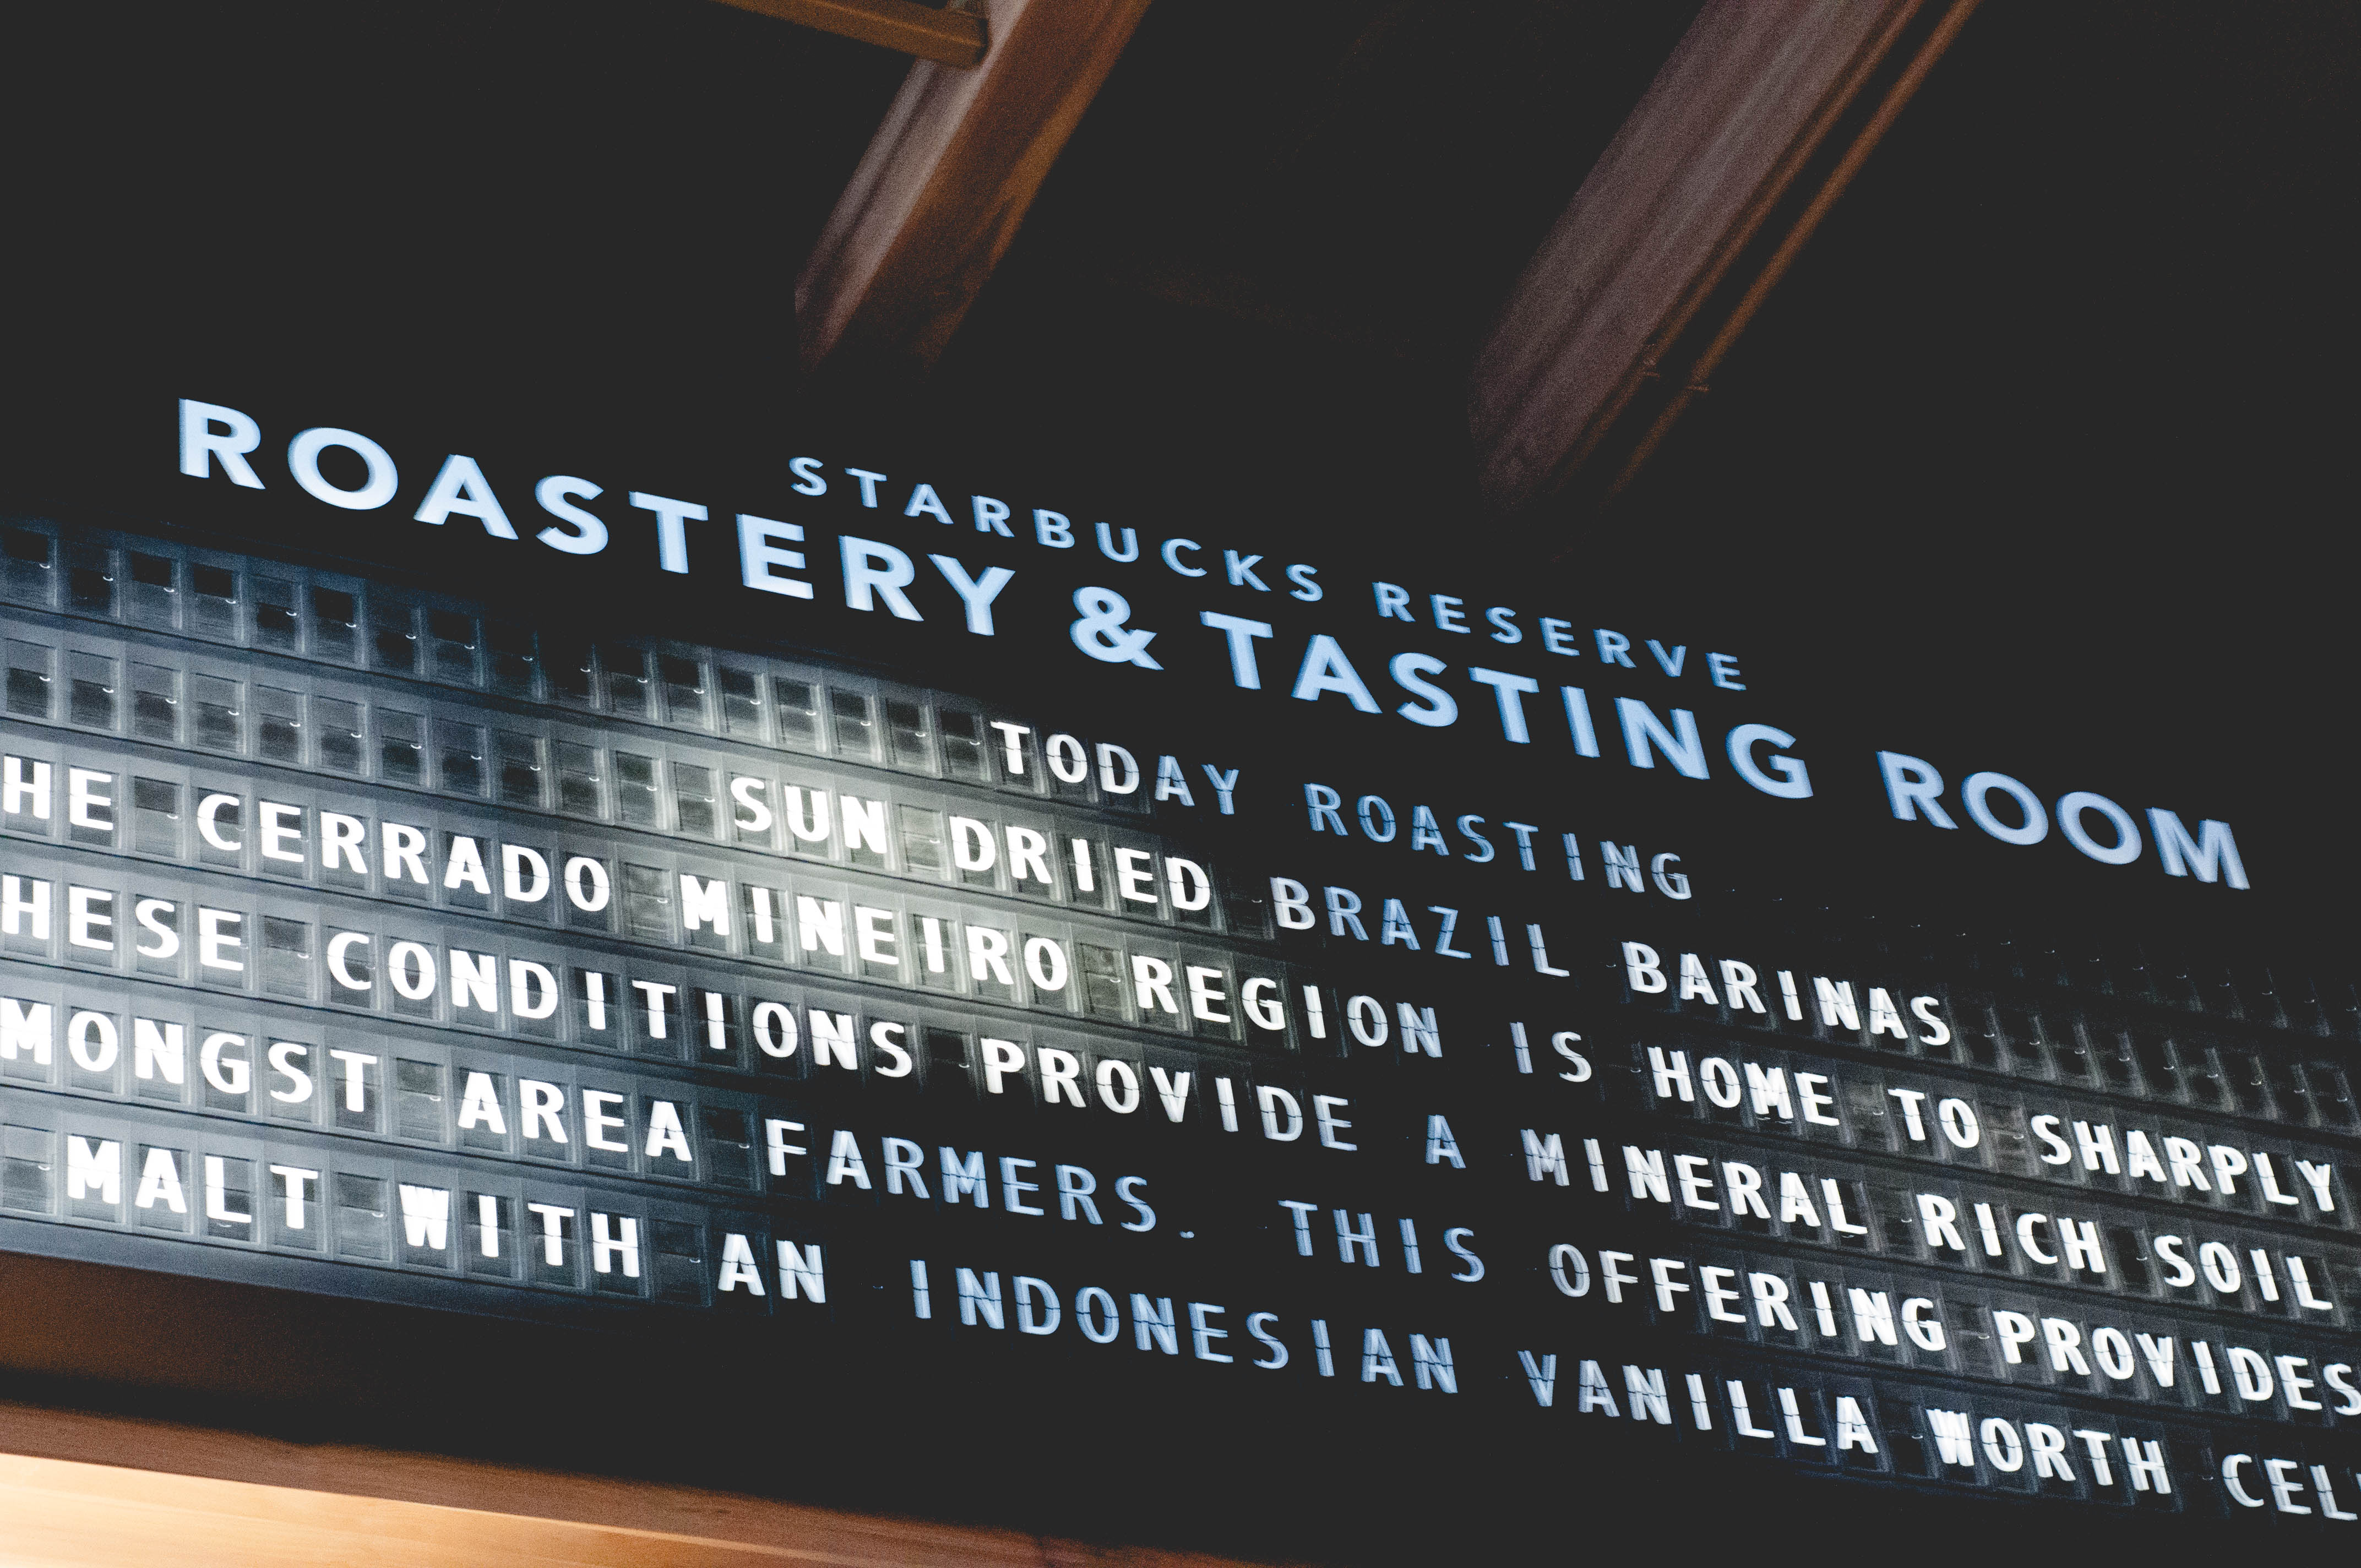 STARBUCKS RESERVE
ROASTERY & TASTING ROOM
TODAY ROASTING
SUN DRIED BRAZIL BARINAS
HE CERRADO MINEIRO REGION IS HOME TO SHARPLY
HESE CONDITIONS PROVIDE A MINERAL RICH SOIL
MONGST AREA FARMERS. THIS OFFERING PROVIDES
MALT WITH AN INDONESIAN VANILLA WORTH CEL